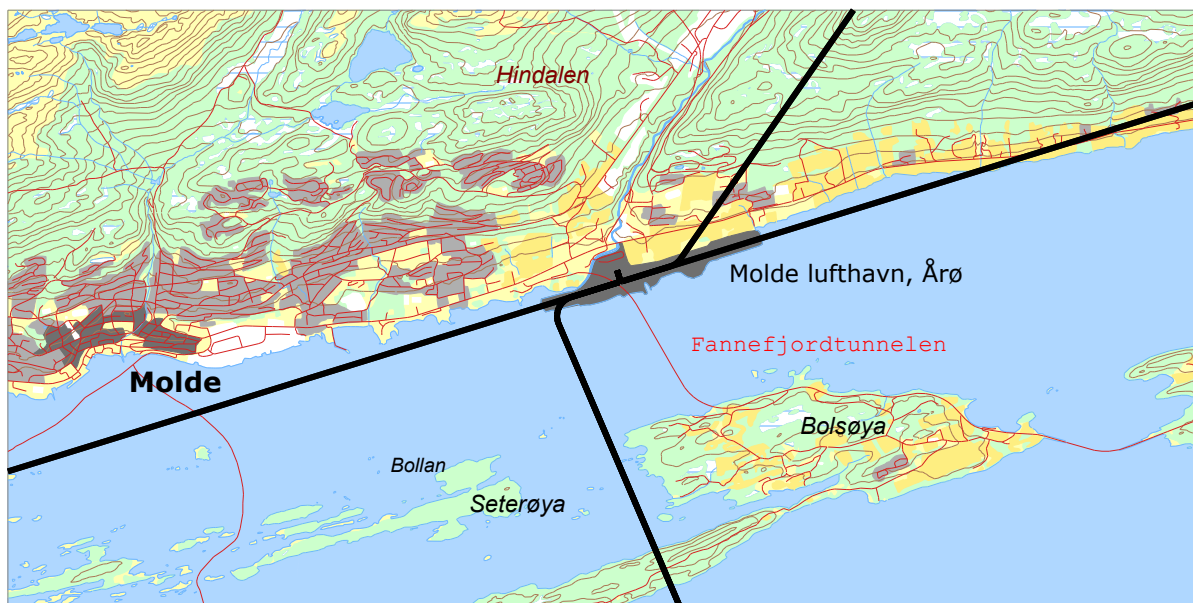 Hindalen
Molde lufthavn, Årø
Fannefjordtunnelen
Molde
Bolsøya
Bollan
Seterøya